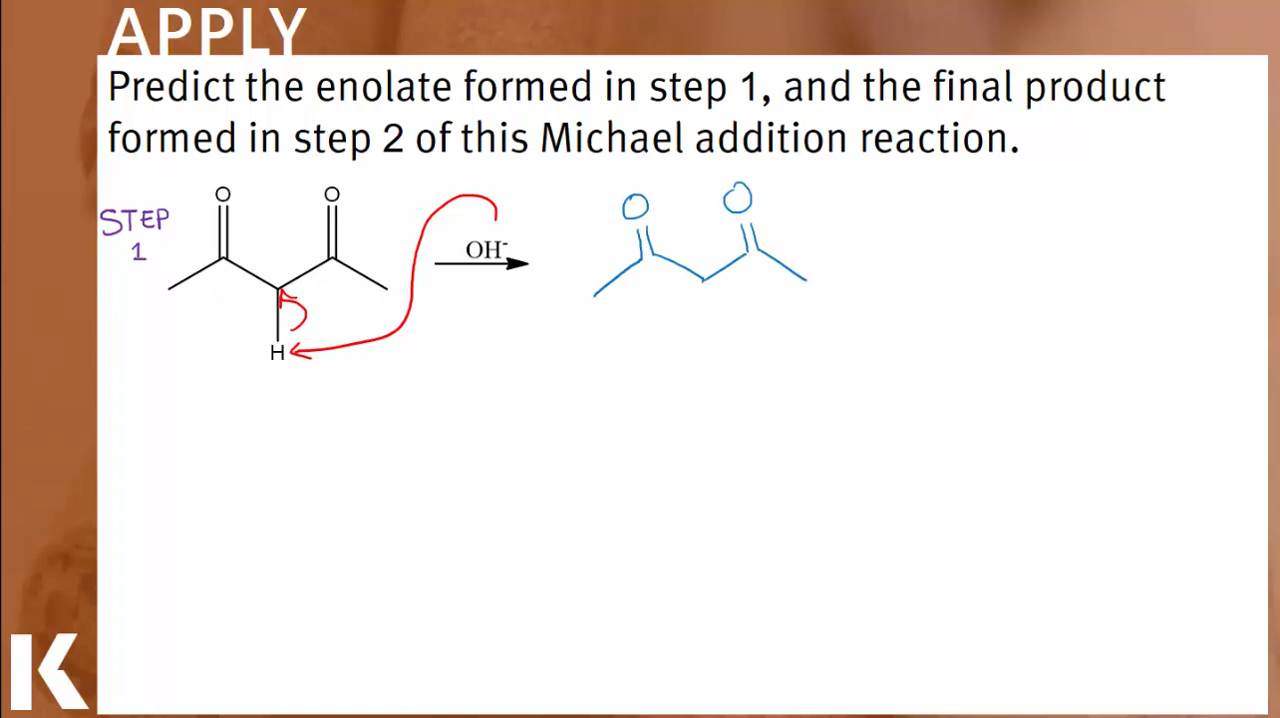 APPLY
Predict the enolate formed in step 1, and the final product
formed in step 2 of this Michael addition reaction.
STEP
1
O O
OH-
O O
H
K